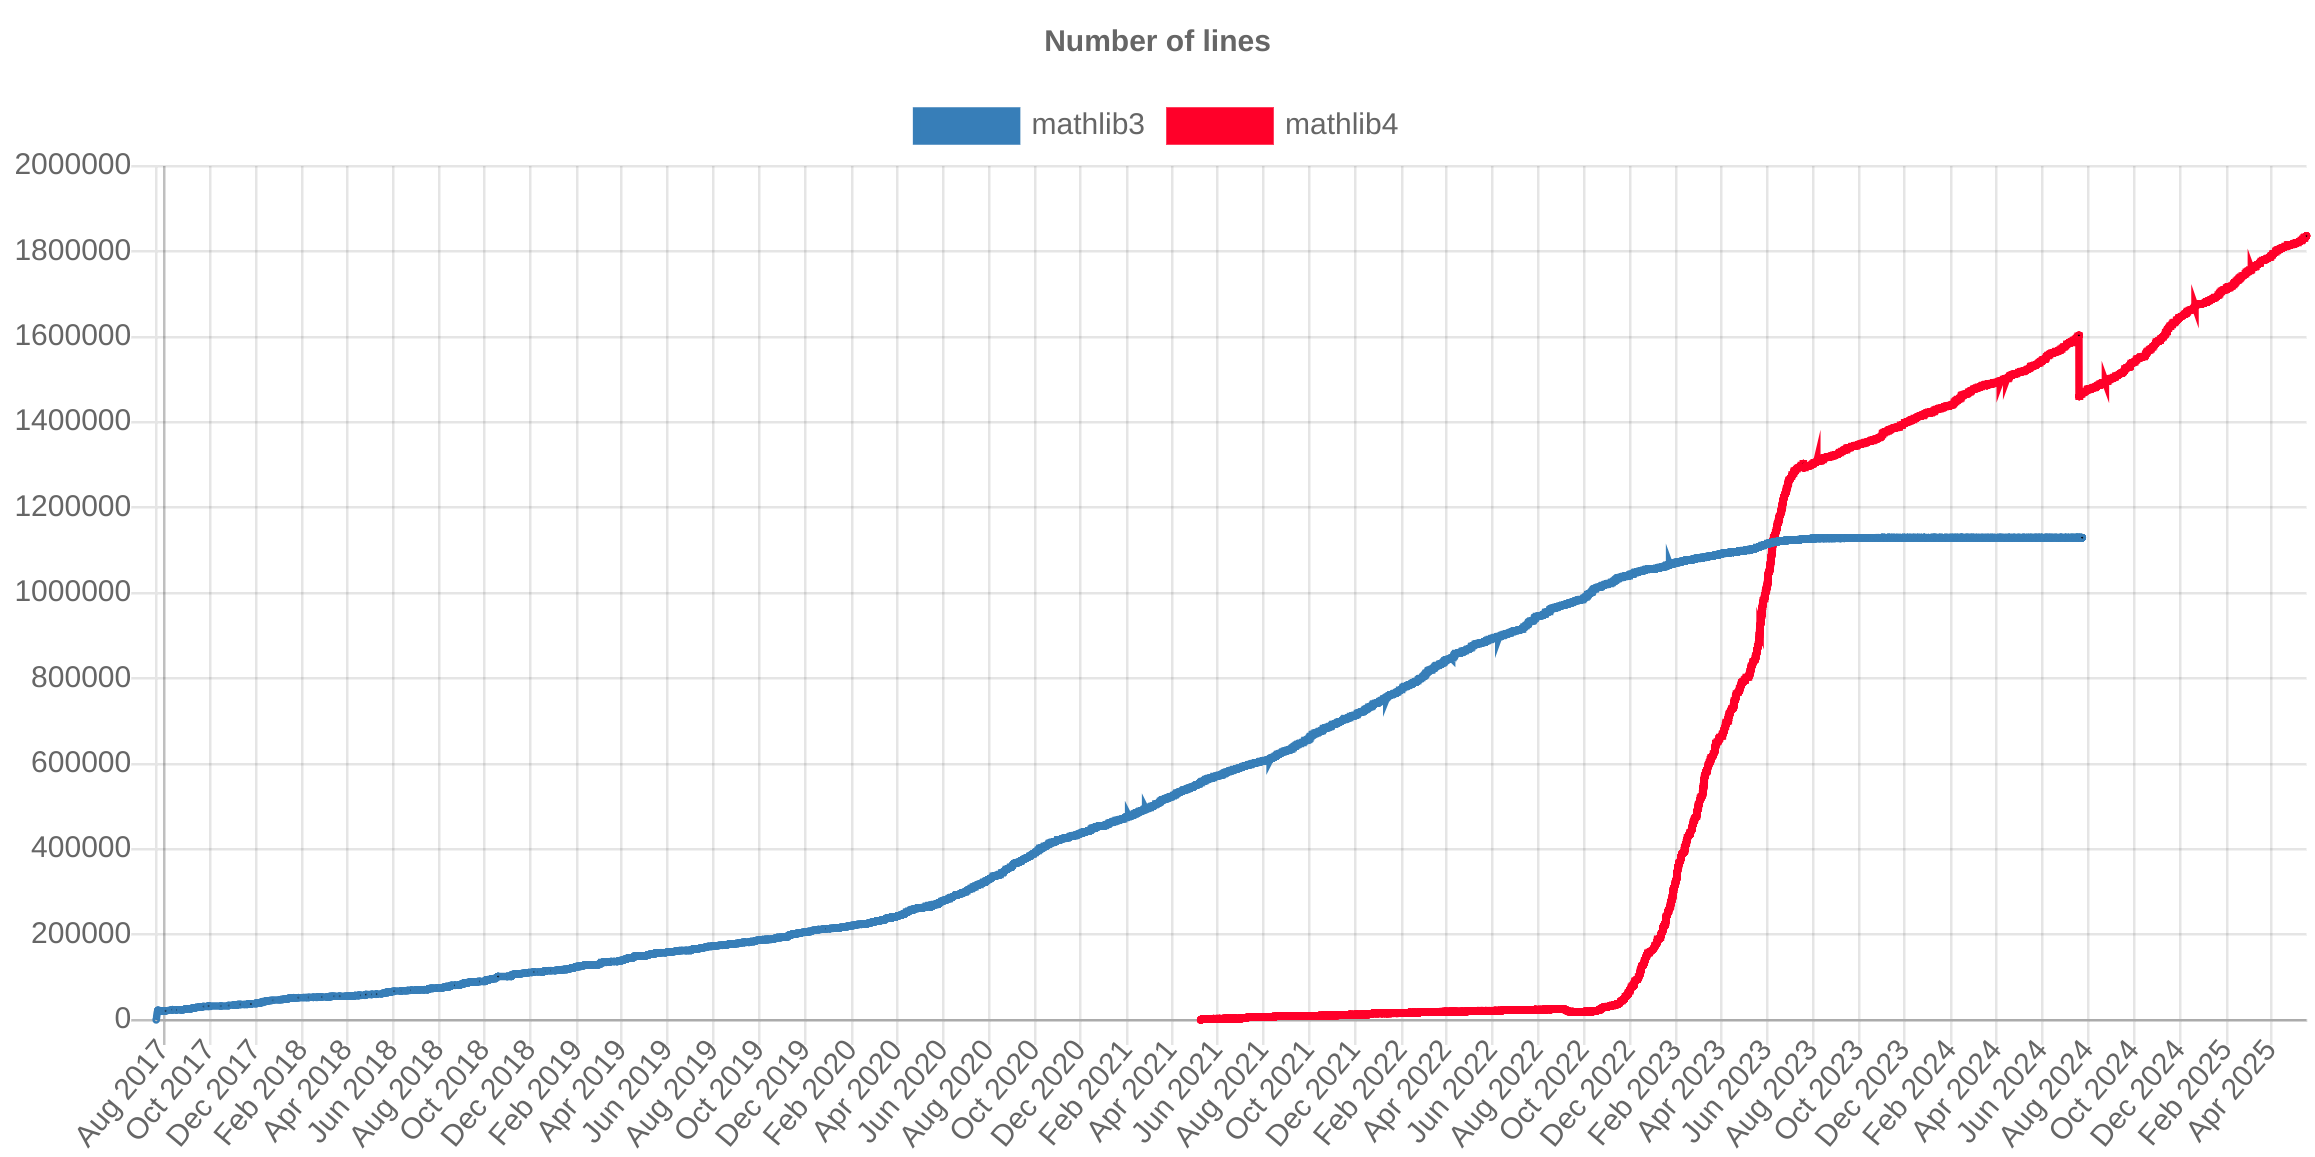 Number of lines
mathlib3
mathlib4
2000000
1800000
1600000
1400000
1200000
1000000
800000
600000
400000
200000
0
Aug 2017
Oct 2017
Dec 2017
Feb 2018
Apr 2018
Jun 2018
Aug 2018
Oct 2018
Dec 2018
Feb 2019
Apr 2019
Jun 2019
Aug 2019
Oct 2019
Dec 2019
Feb 2020
Apr 2020
Jun 2020
Aug 2020
Oct 2020
Dec 2020
Feb 2021
Apr 2021
Jun 2021
Aug 2021
Oct 2021
Dec 2021
Feb 2022
Apr 2022
Jun 2022
Aug 2022
Oct 2022
Dec 2022
Feb 2023
Apr 2023
Jun 2023
Aug 2023
Oct 2023
Dec 2023
Feb 2024
Apr 2024
Jun 2024
Aug 2024
Oct 2024
Dec 2024
Feb 2025
Apr 2025